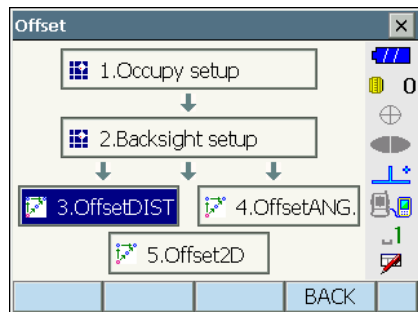 Offset
1.Occupy setup
0
2.Backsight setup
3.OffsetDIST
4.OffsetANG.
1
5.Offset2D
BACK